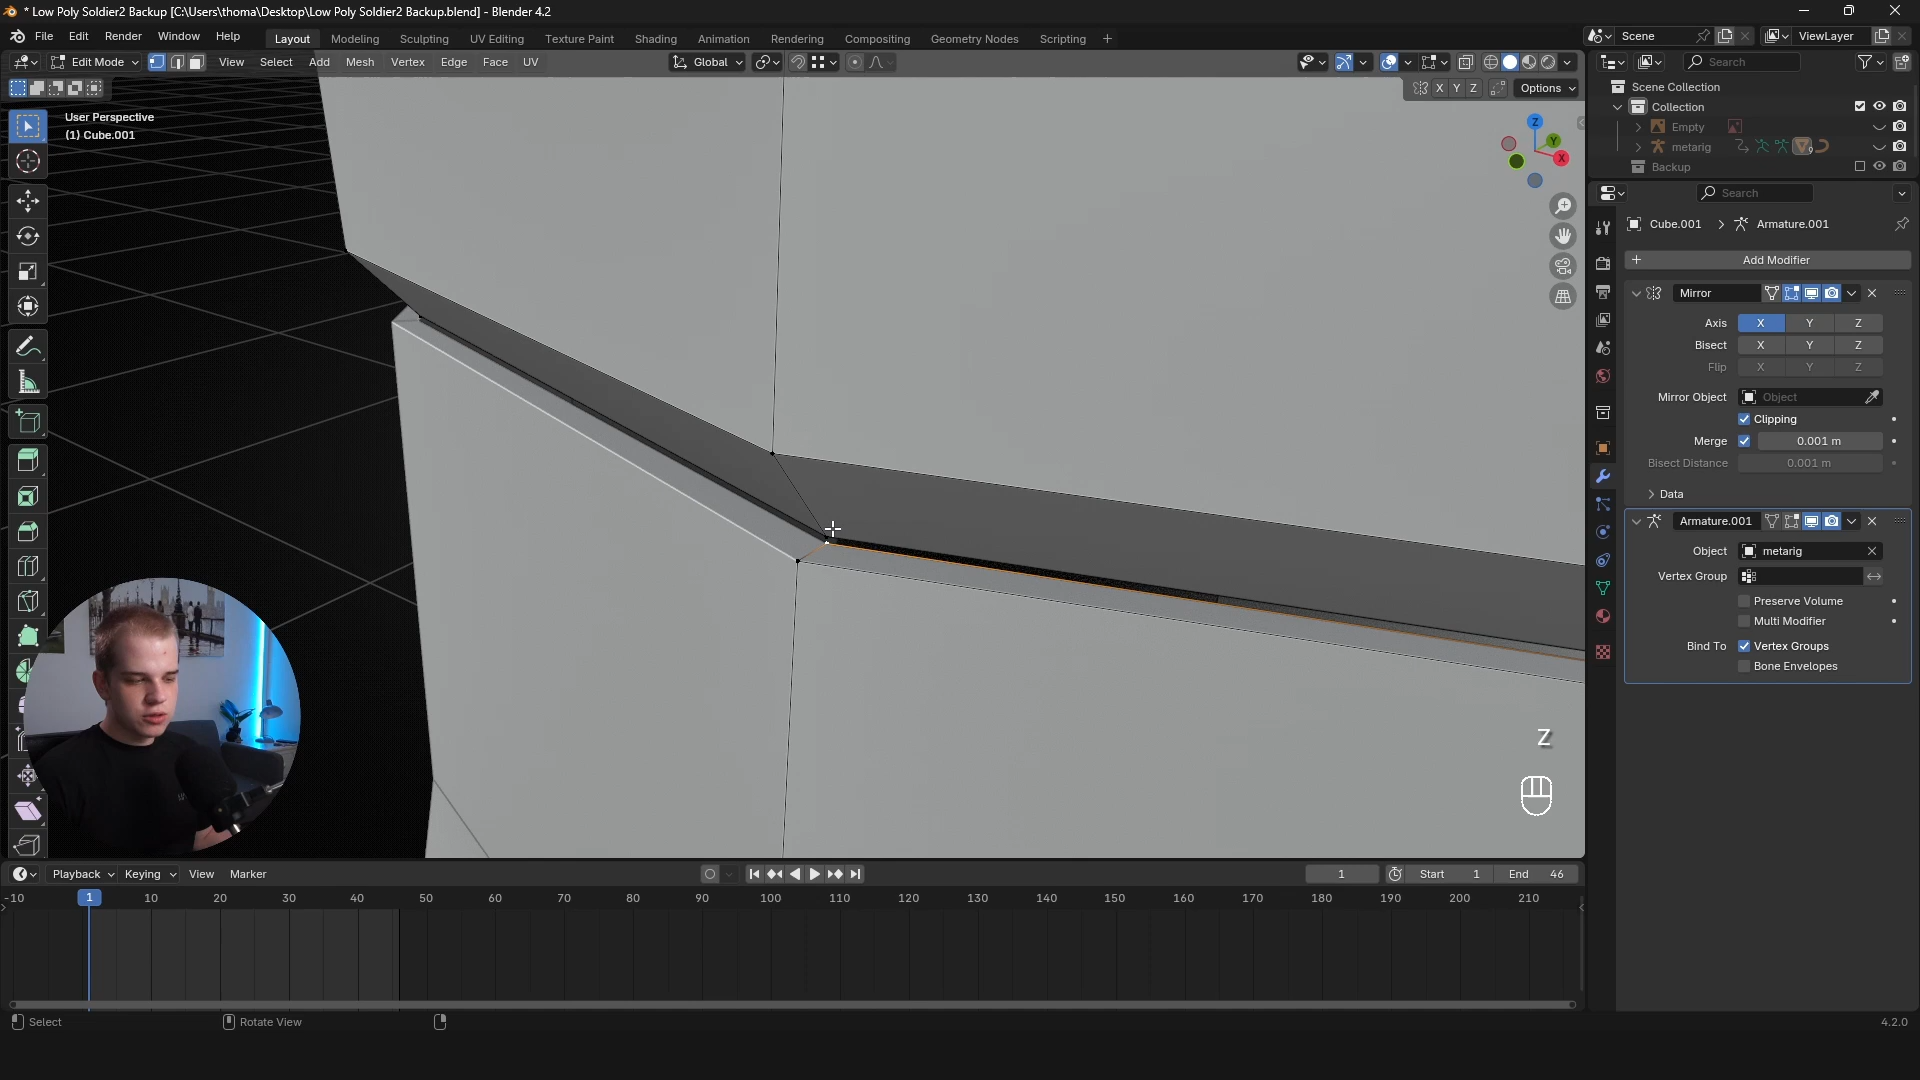 * Low Poly Soldier2 Backup [C:\Users\thoma\Desktop\Low Poly Soldier2 Backup.blend] - Blender 4.2
File Edit Render Window Help
Layout Modeling Sculpting UV Editing Texture Paint Shading Animation Rendering Compositing Geometry Nodes Scripting +
Scene
ViewLayer
Edit Mode
View Select Add Mesh Vertex Edge Face UV
Global
Search
X Y Z
Options
User Perspective
(1) Cube.001
Z
Y
X
Scene Collection
Collection
Empty
metarig
Backup
Search
Cube.001 > Armature.001
+ Add Modifier
Mirror
Axis X Y Z
Bisect X Y Z
Flip X Y Z
Mirror Object Object
Clipping
Merge 0.001 m
Bisect Distance 0.001 m
Data
Armature.001
Object metarig
Vertex Group
Preserve Volume
Multi Modifier
Bind To Vertex Groups
Bone Envelopes
Z
Playback Keying View Marker
1
Start 1
End 46
-10 1 10 20 30 40 50 60 70 80 90 100 110 120 130 140 150 160 170 180 190 200 210
Select
Rotate View
4.2.0